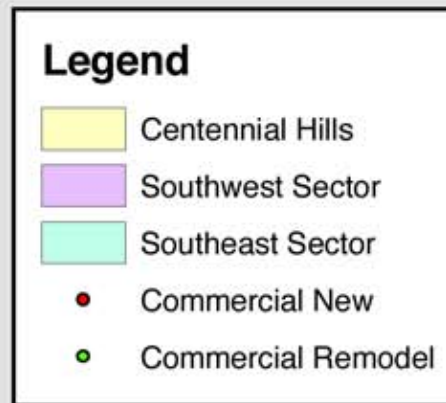 Legend
Centennial Hills
Southwest Sector
Southeast Sector
Commercial New
Commercial Remodel